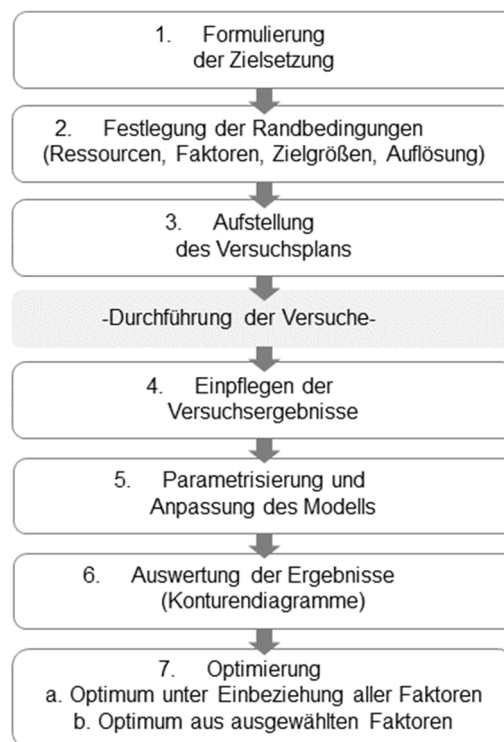 1. Formulierung
der Zielsetzung
2. Festlegung der Randbedingungen
(Ressourcen, Faktoren, Zielgrößen, Auflösung)
3. Aufstellung
des Versuchsplans
-Durchführung der Versuche-
4. Einpflegen der
Versuchsergebnisse
5. Parametrisierung und
Anpassung des Modells
6. Auswertung der Ergebnisse
(Konturendiagramme)
7. Optimierung
a. Optimum unter Einbeziehung aller Faktoren
b. Optimum aus ausgewählten Faktoren